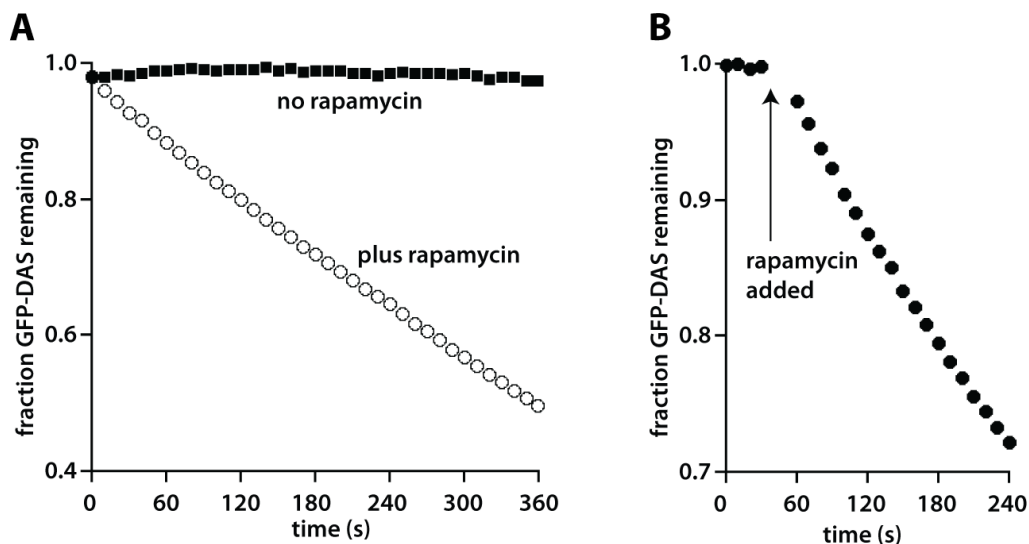 A
fraction GFP-DAS remaining
1.0
0.8
0.6
0.4
no rapamycin
plus rapamycin
0 60 120 180 240 300 360
time (s)
B
fraction GFP-DAS remaining
1.0
0.9
0.8
0.7
rapamycin
added
0 60 120 180 240
time (s)